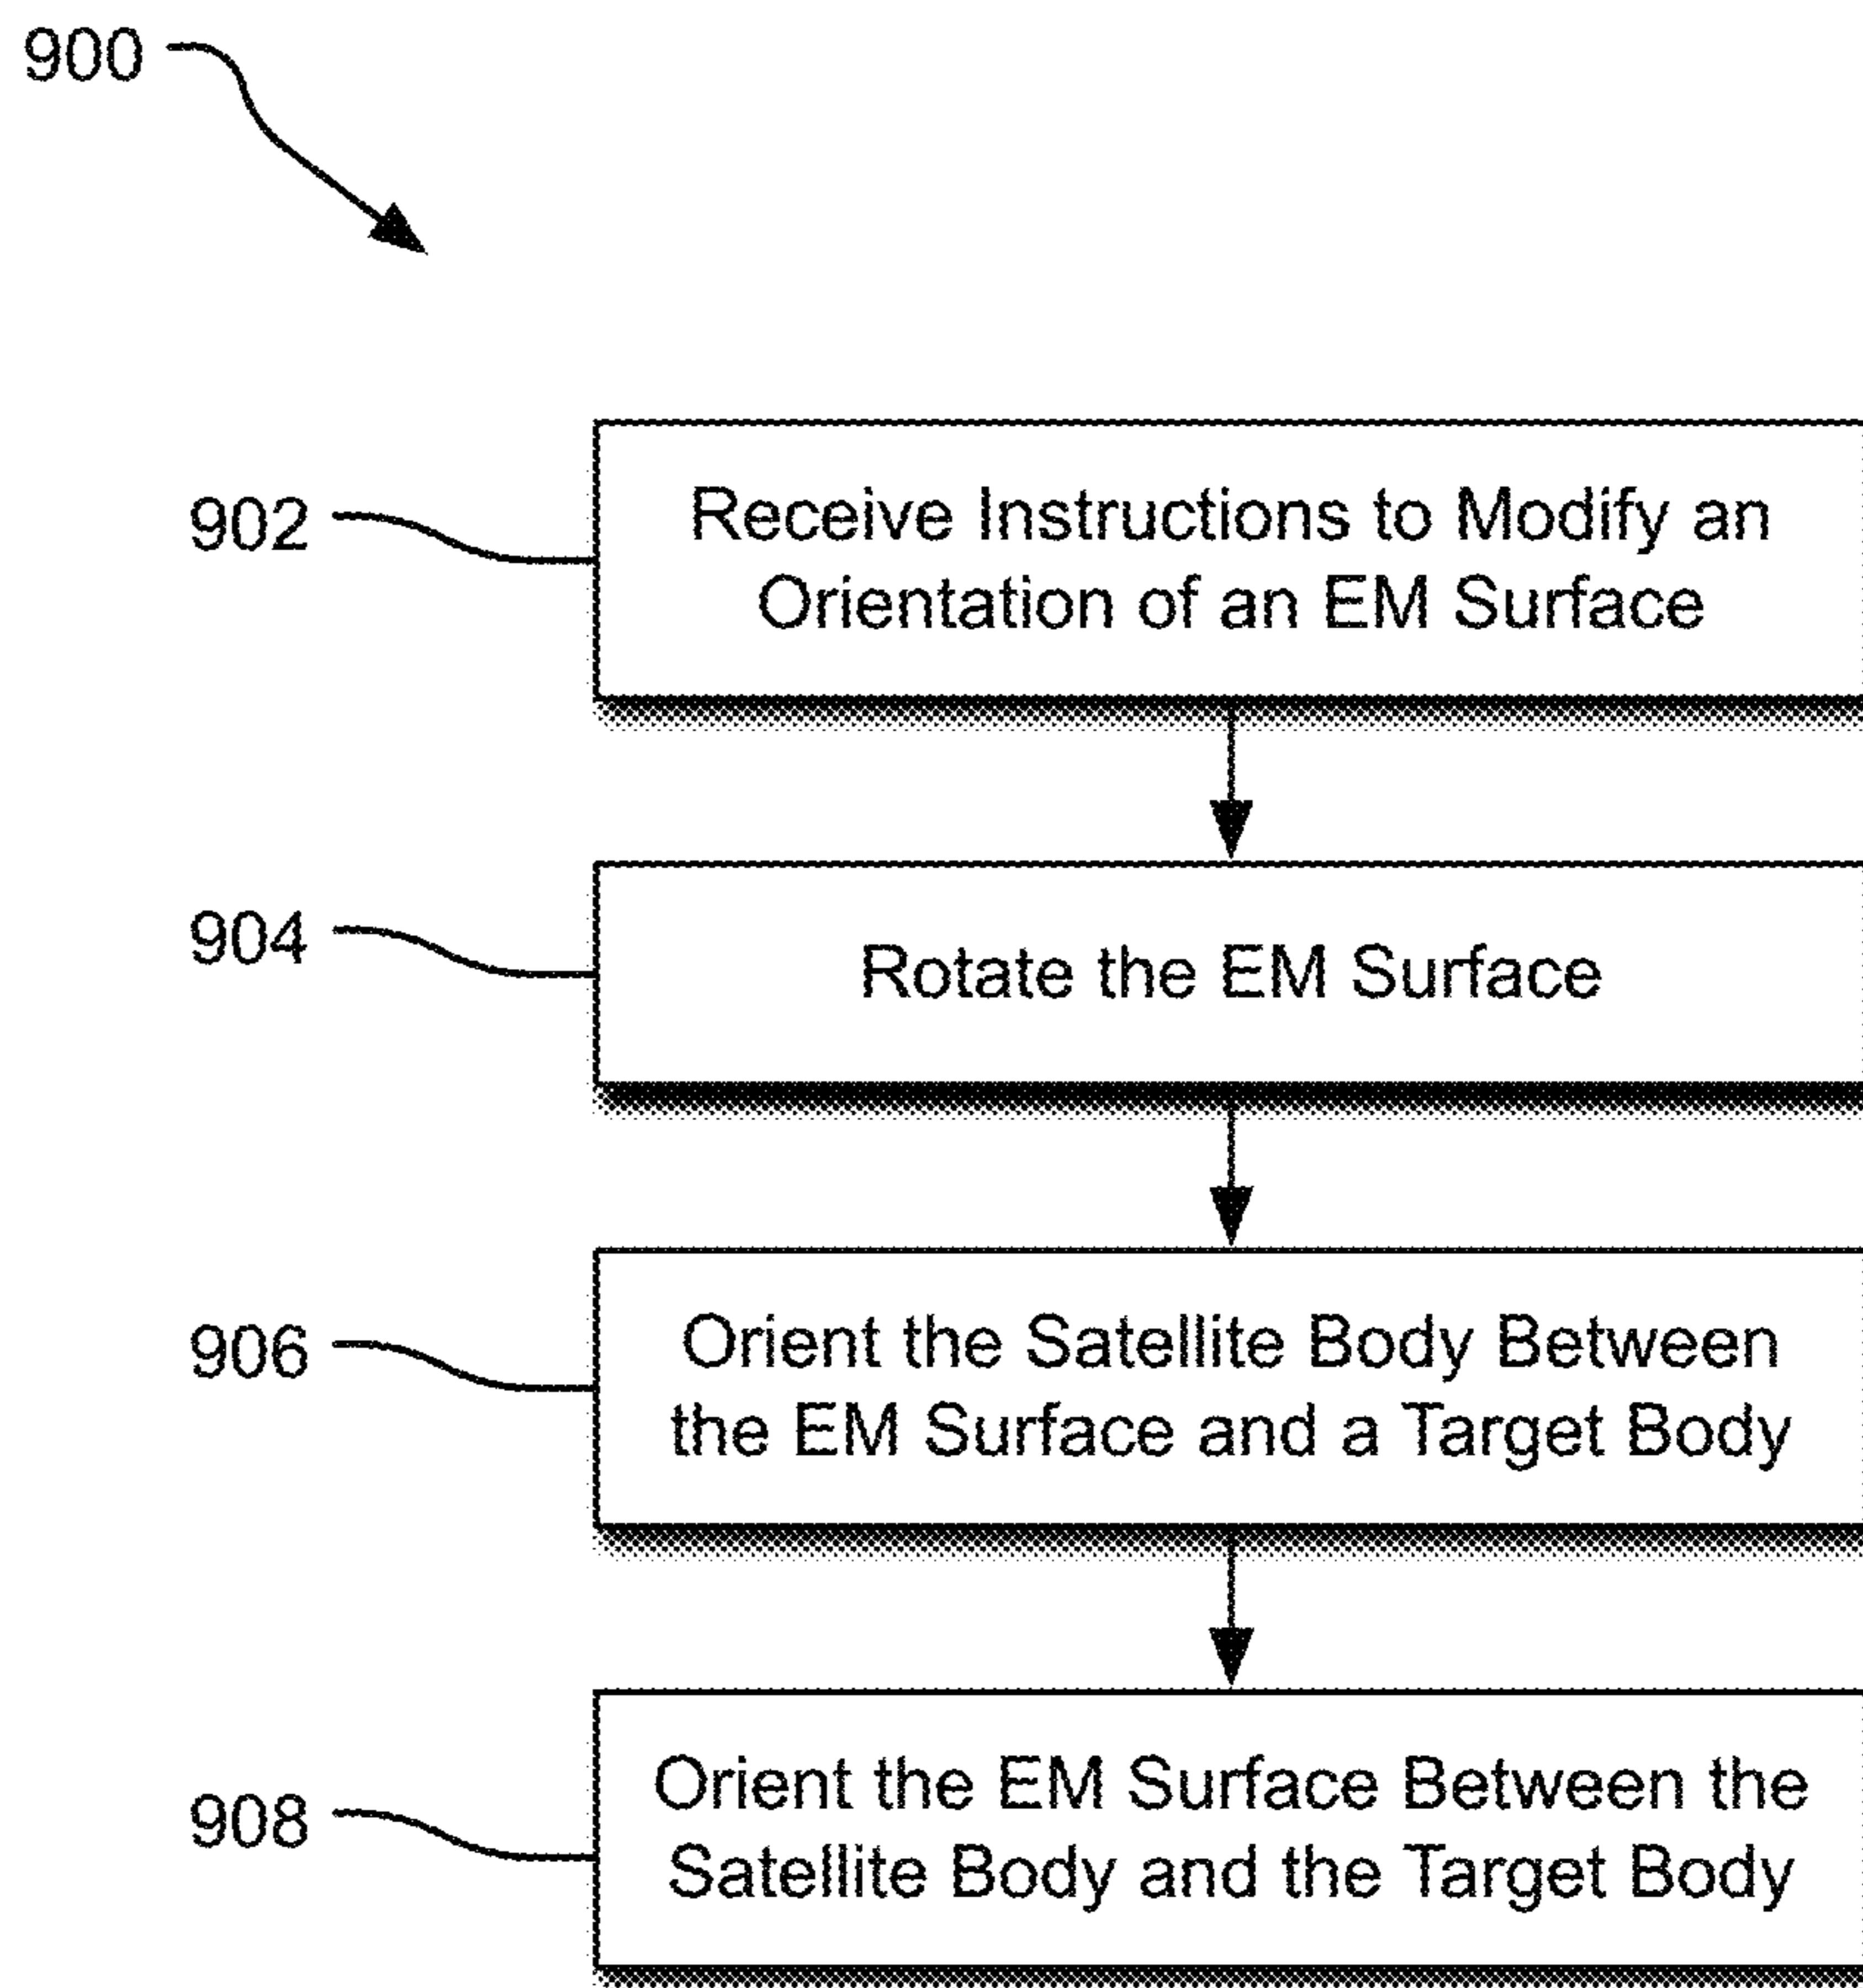 900
902
Receive Instructions to Modify an
Orientation of an EM Surface
904
Rotate the EM Surface
906
Orient the Satellite Body Between
the EM Surface and a Target Body
908
Orient the EM Surface Between the
Satellite Body and the Target Body